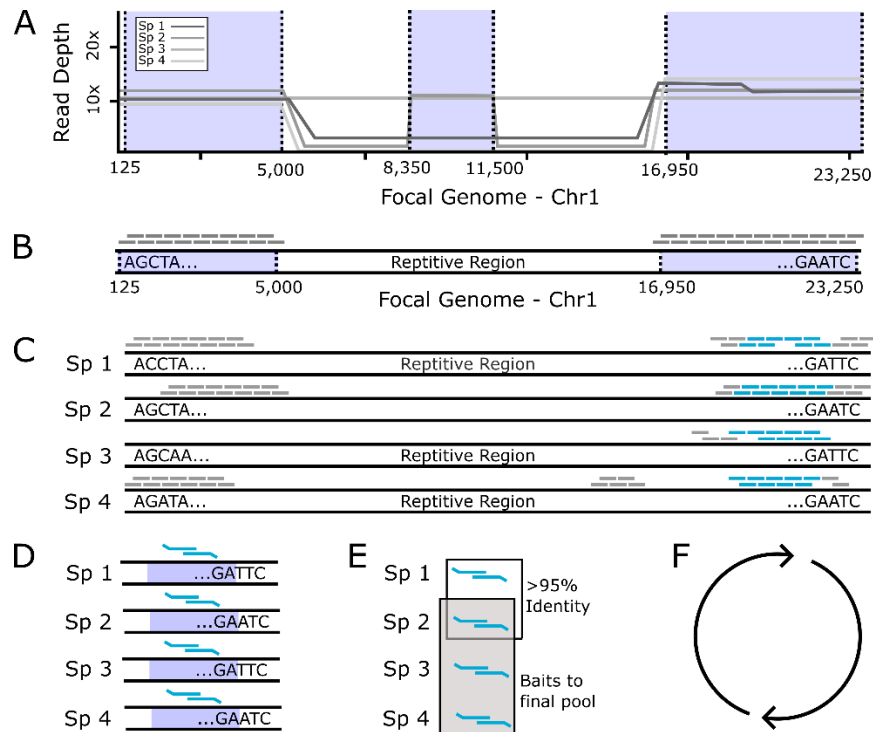 A
Sp 1
Sp 2
Sp 3
Sp 4
Read Depth
20x
10x
125
5,000
8,350
11,500
16,950
23,250
Focal Genome - Chr1
B
AGCTA...
Reptitive Region
...GAATC
125
5,000
16,950
23,250
Focal Genome - Chr1
C
Sp 1
ACCTA...
Reptitive Region
...GATTC
Sp 2
AGCTA...
...GAATC
Sp 3
AGCAA...
Reptitive Region
...GATTC
Sp 4
AGATA...
Reptitive Region
...GAATC
D
Sp 1
...GATTC
Sp 2
...GAATC
Sp 3
...GATTC
Sp 4
...GAATC
E
Sp 1
Sp 2
Sp 3
Sp 4
>95%
Identity
Baits to
final pool
F